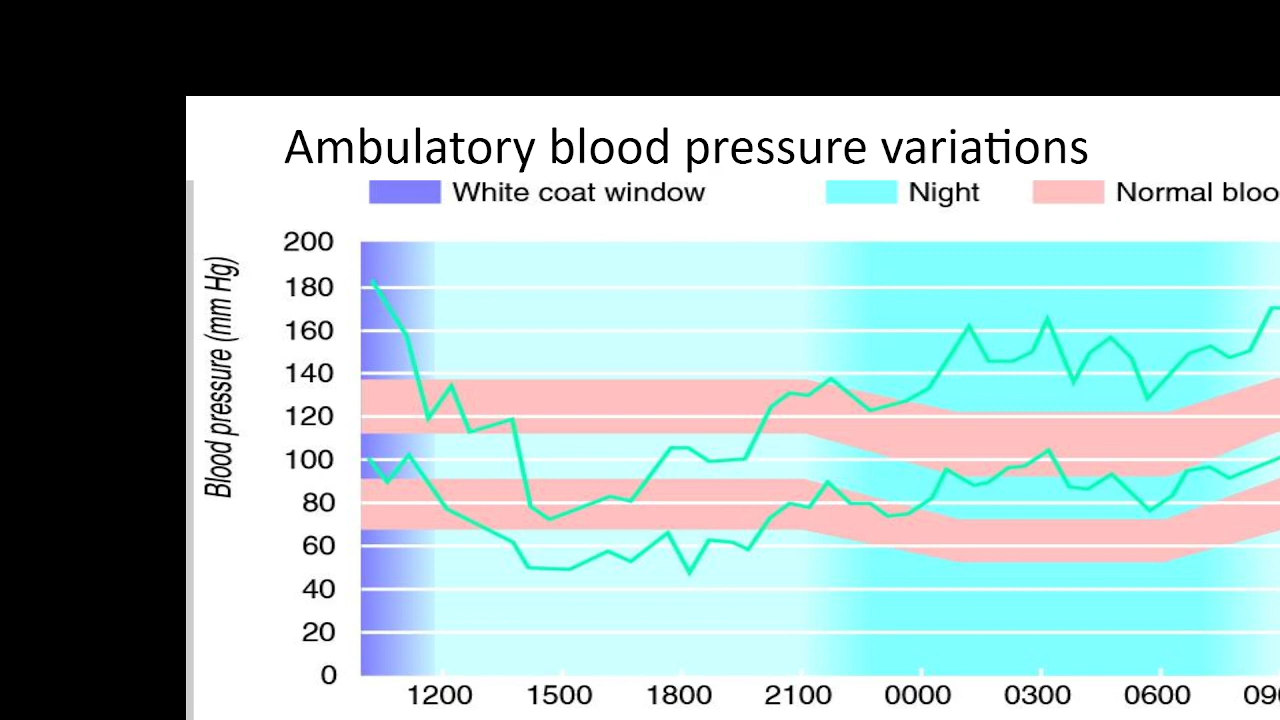 Ambulatory blood pressure variations
White coat window Night Normal bloo
Blood pressure (mm Hg)
200
180
160
140
120
100
80
60
40
20
0
1200 1500 1800 2100 0000 0300 0600 09